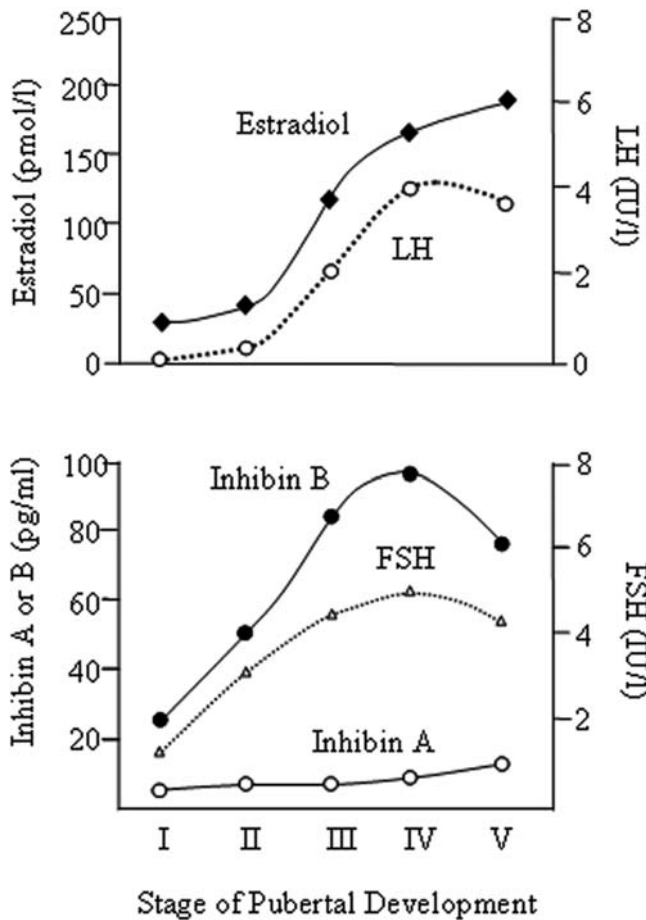 250
200
150
100
50
0
Estradiol (pmol/l)
Estradiol
LH
8
6
4
2
0
LH (IU/l)
100
80
60
40
20
Inhibin A or B (pg/ml)
Inhibin B
FSH
Inhibin A
8
6
4
2
FSH (IU/l)
I II III IV V
Stage of Pubertal Development